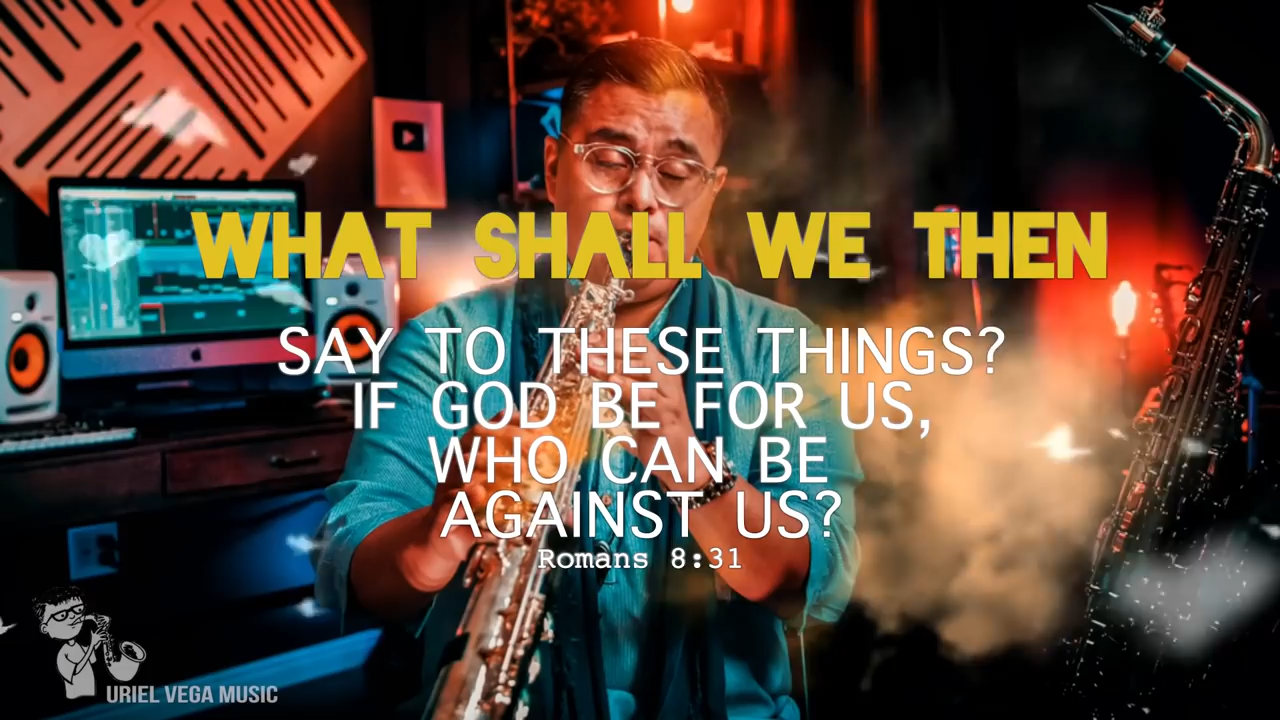 WHAT SHALL WE THEN
SAY TO THESE THINGS?
IF GOD BE FOR US,
WHO CAN BE
AGAINST US?
Romans 8:31
URIEL VEGA MUSIC